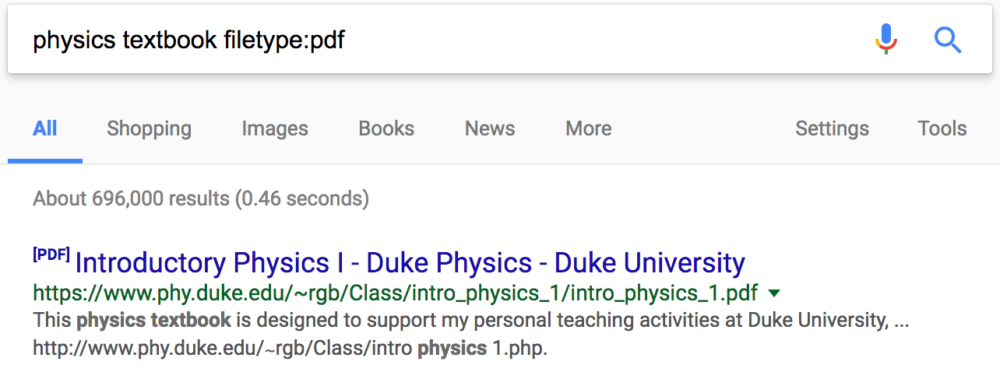 physics textbook filetype:pdf
All Shopping Images Books News More Settings Tools
About 696,000 results (0.46 seconds)
[PDF] Introductory Physics I - Duke Physics - Duke University
https://www.phy.duke.edu/~rgb/Class/intro_physics_1/intro_physics_1.pdf
This physics textbook is designed to support my personal teaching activities at Duke University, ...
http://www.phy.duke.edu/~rgb/Class/intro physics 1.php.